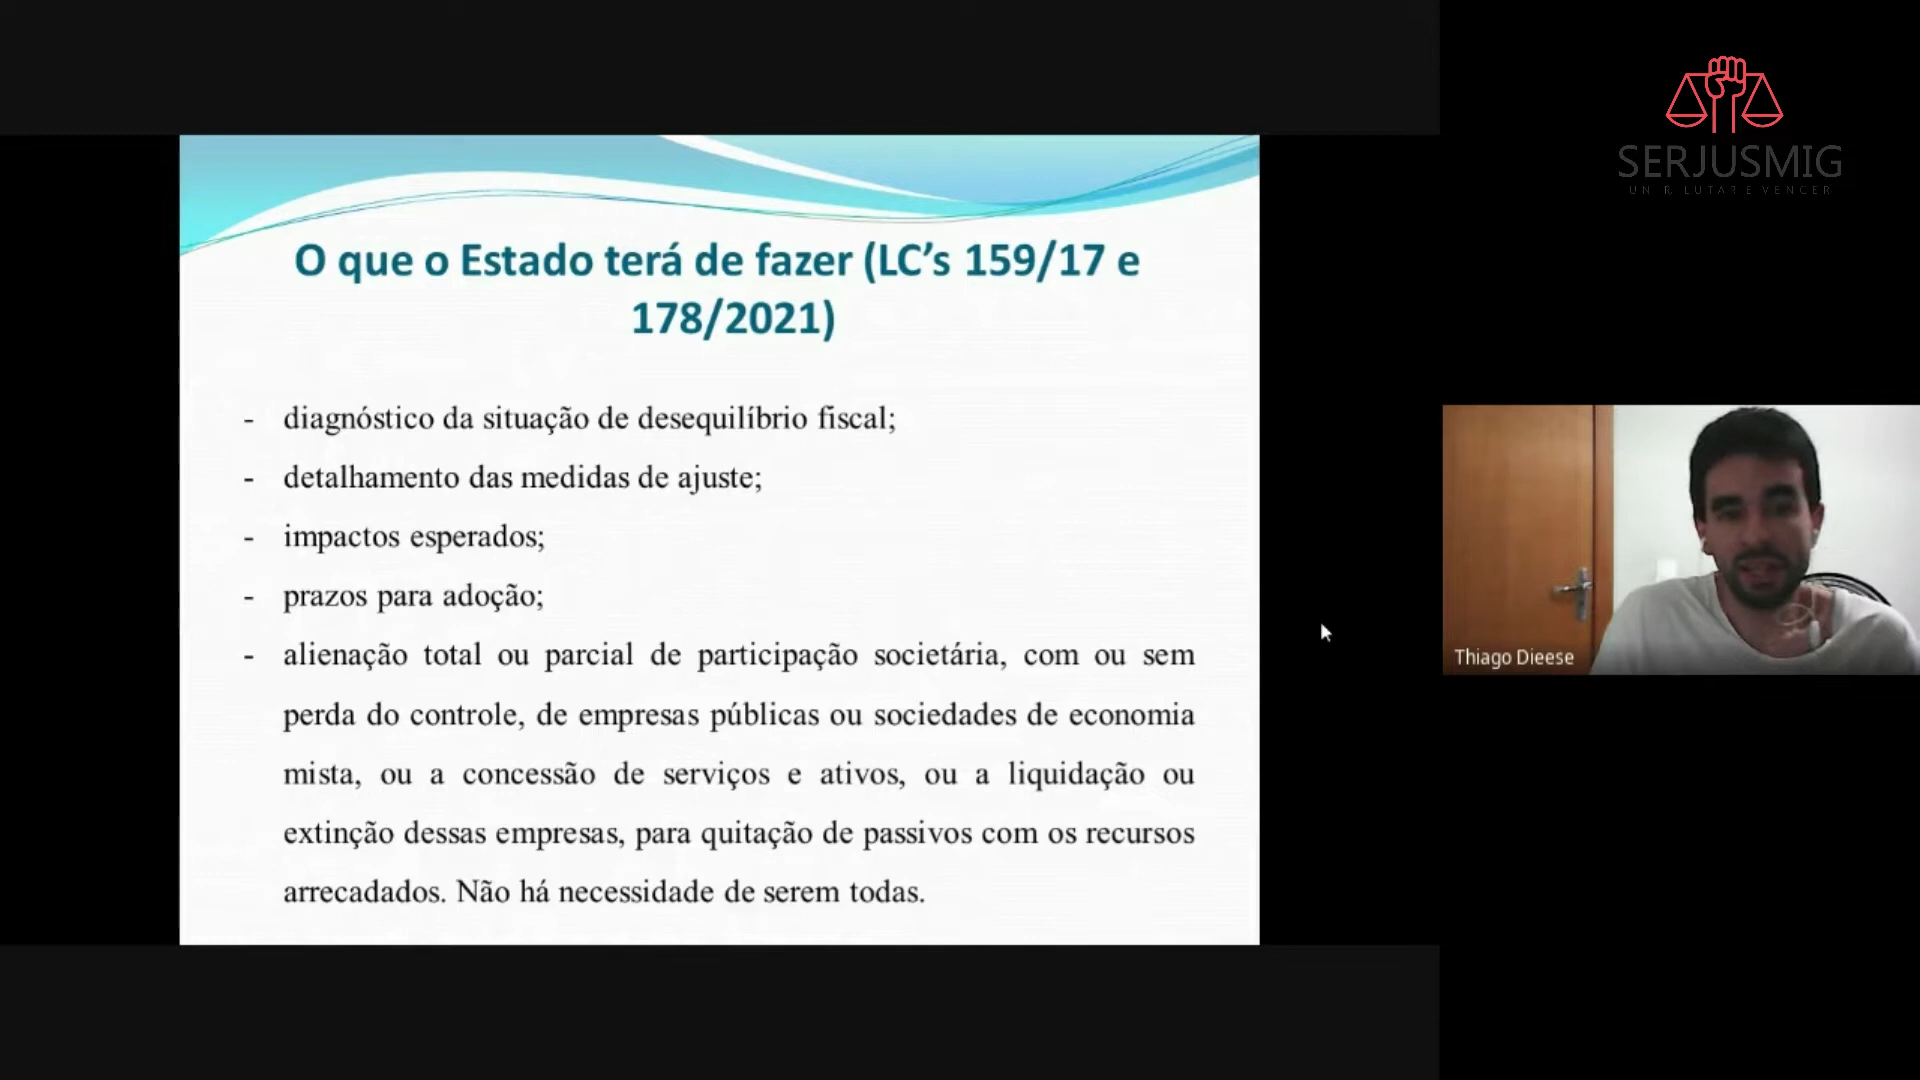 SERJUSMIG
UNIR, LUTAR E VENCER
O que o Estado terá de fazer (LC’s 159/17 e
178/2021)
- diagnóstico da situação de desequilíbrio fiscal;
- detalhamento das medidas de ajuste;
- impactos esperados;
- prazos para adoção;
- alienação total ou parcial de participação societária, com ou sem
perda do controle, de empresas públicas ou sociedades de economia
mista, ou a concessão de serviços e ativos, ou a liquidação ou
extinção dessas empresas, para quitação de passivos com os recursos
arrecadados. Não há necessidade de serem todas.
Thiago Dieese